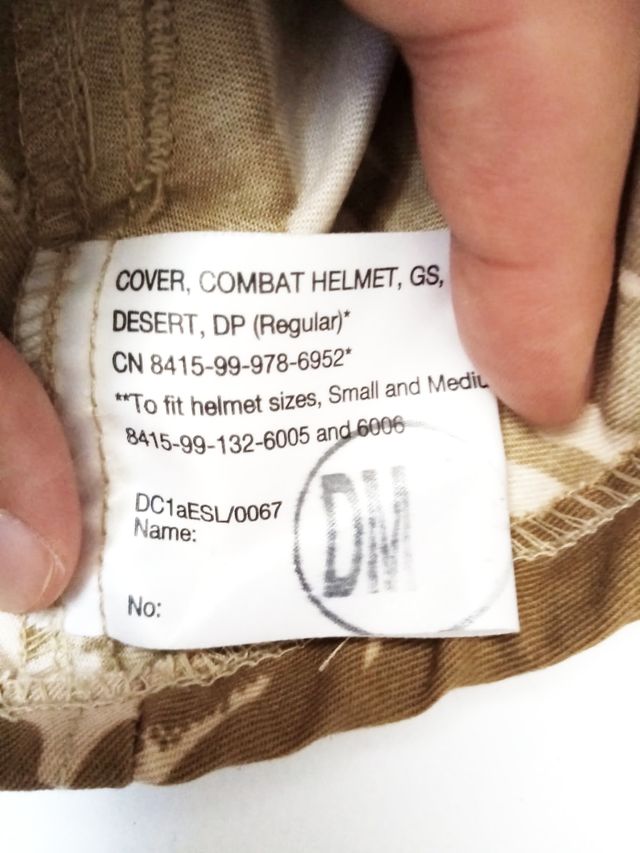 COVER, COMBAT HELMET, GS,
DESERT, DP (Regular)*
CN 8415-99-978-6952*
**To fit helmet sizes, Small and
8415-99-132-6005 and 6006
DC1aESL/0067
Name:
No:
DM